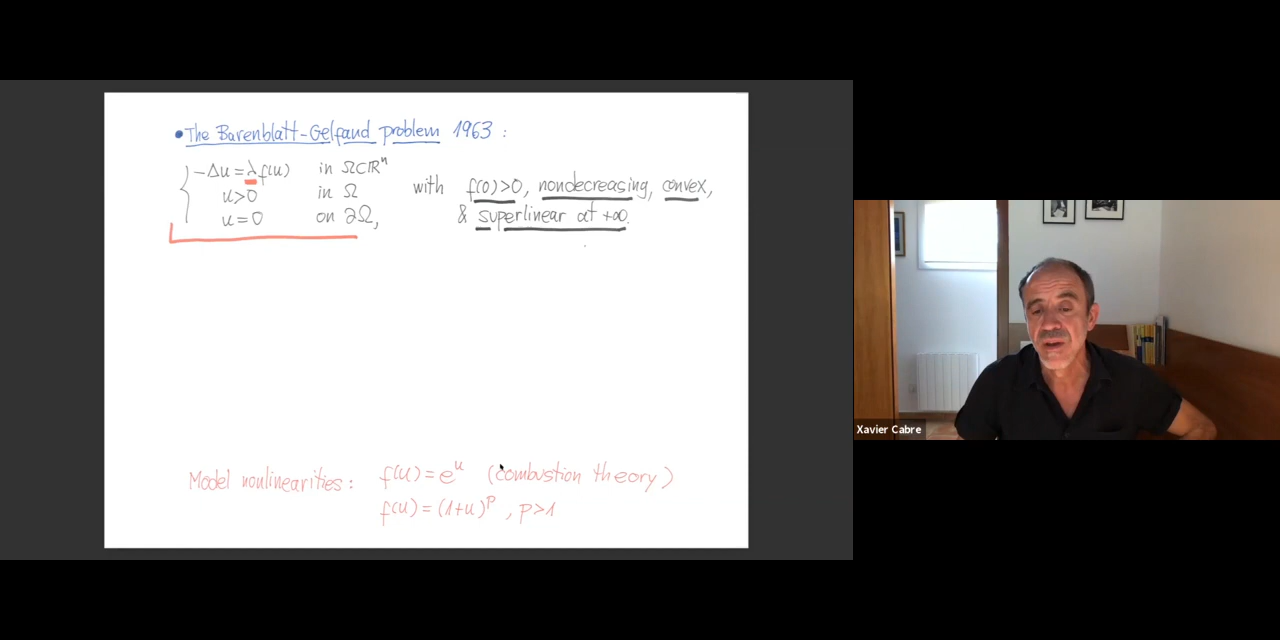 • The Barenblatt-Gelfand problem 1963 :
-Δu = λf(u) in Ω⊂ℝⁿ
u>0 in Ω
u=0 on ∂Ω,
with f(0)>0, nondecreasing, convex,
& superlinear at +∞.
Model nonlinearities: f(u) = eᵘ (combustion theory)
f(u) = (1+u)ᵖ, p>1
Xavier Cabre